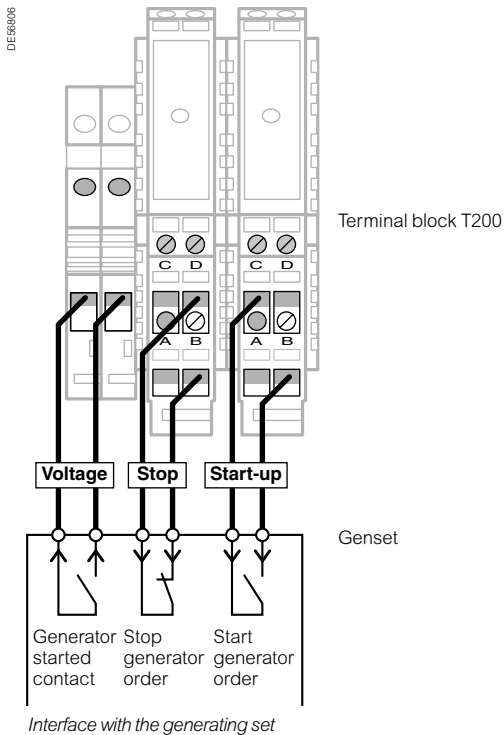 DE56806
Terminal block T200
C D C D
A B A B
Voltage Stop Start-up
Genset
Generator started contact
Stop generator order
Start generator order
Interface with the generating set